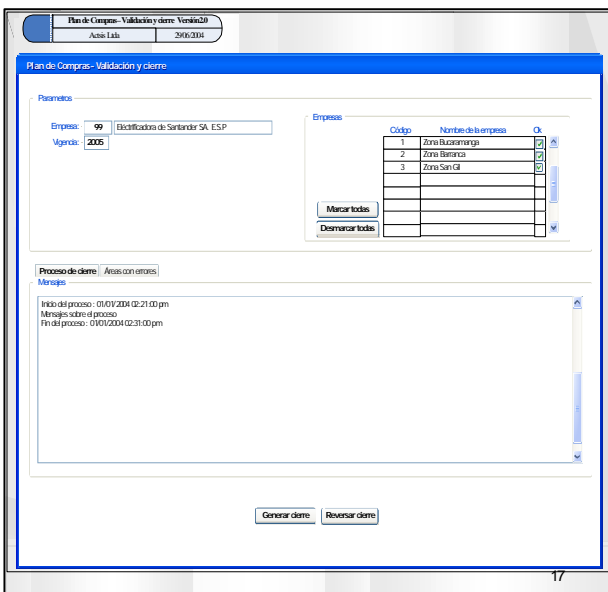 Plan de Compras– Validación y cierre Versión2.0
Actsis Ltda 29/06/2004
Plan de Compras- Validación y cierre
Parametros
Empresa: 99 Eléctrificadora de Santander SA. E.S.P
Vigencia: 2005
Empresas
Código Nombre de la empresa Ok
1 Zona Bucaramanga
2 Zona Barranca
3 Zona San Gil
Marcar todas
Desmarcar todas
Proceso de cierre Áreas con errores
Mensajes
Inicio del proceso : 01/01/2004 02:21:00 pm
Mensajes sobre el proceso
Fin del proceso : 01/01/2004 02:31:00 pm
Generar cierre Reversar cierre
17